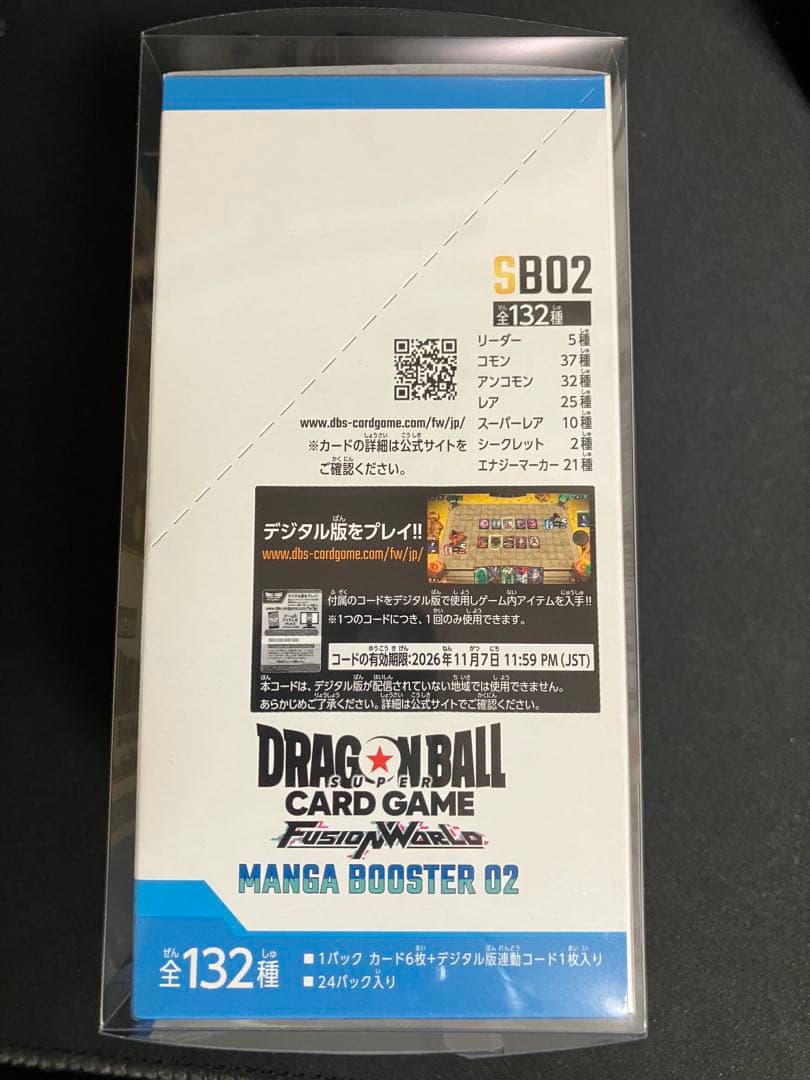 SB02
全132種
リーダー 5種
コモン 37種
アンコモン 32種
レア 25種
スーパーレア 10種
シークレット 2種
エナジーマーカー 21種
www.dbs-cardgame.com/fw/jp/
※カードの詳細は公式サイトを
ご確認ください。
デジタル版をプレイ!!
www.dbs-cardgame.com/fw/jp/
付属のコードをデジタル版で使用しゲーム内アイテムを入手!!
※1つのコードにつき、1回のみ使用できます。
コードの有効期限:2026年11月7日 11:59 PM (JST)
本コードは、デジタル版が配信されていない地域では使用できません。
あらかじめご了承ください。詳細は公式サイトでご確認ください。
DRAGON BALL
SUPER
CARD GAME
FUSION WORLD
MANGA BOOSTER 02
全132種
■1パック カード6枚+デジタル版連動コード1枚入り
■24パック入り